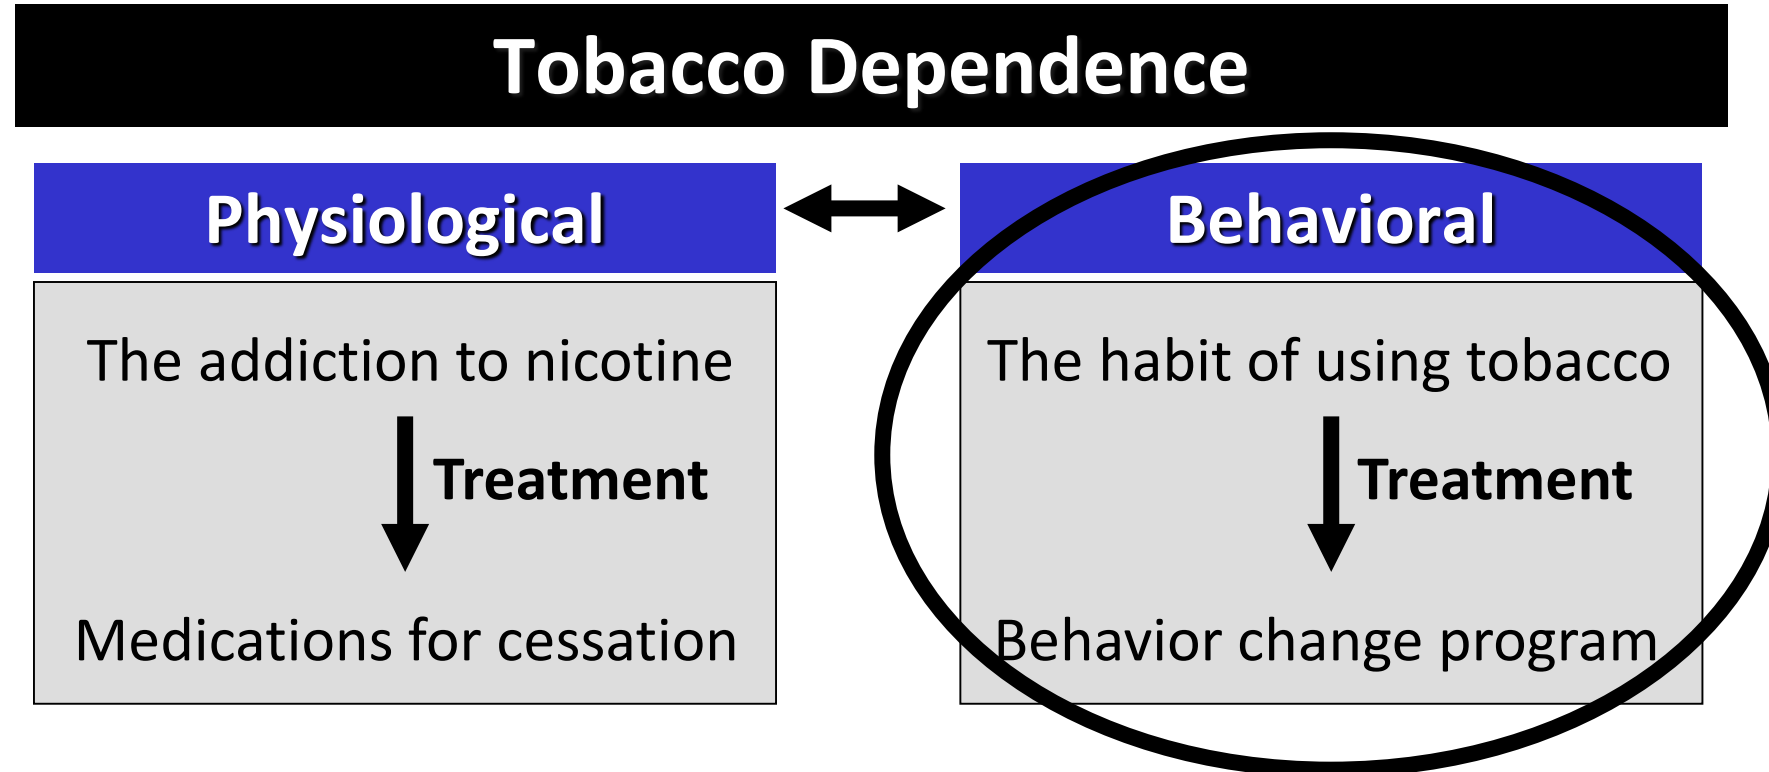 Tobacco Dependence
Physiological
The addiction to nicotine
Treatment
Medications for cessation
Behavioral
The habit of using tobacco
Treatment
Behavior change program